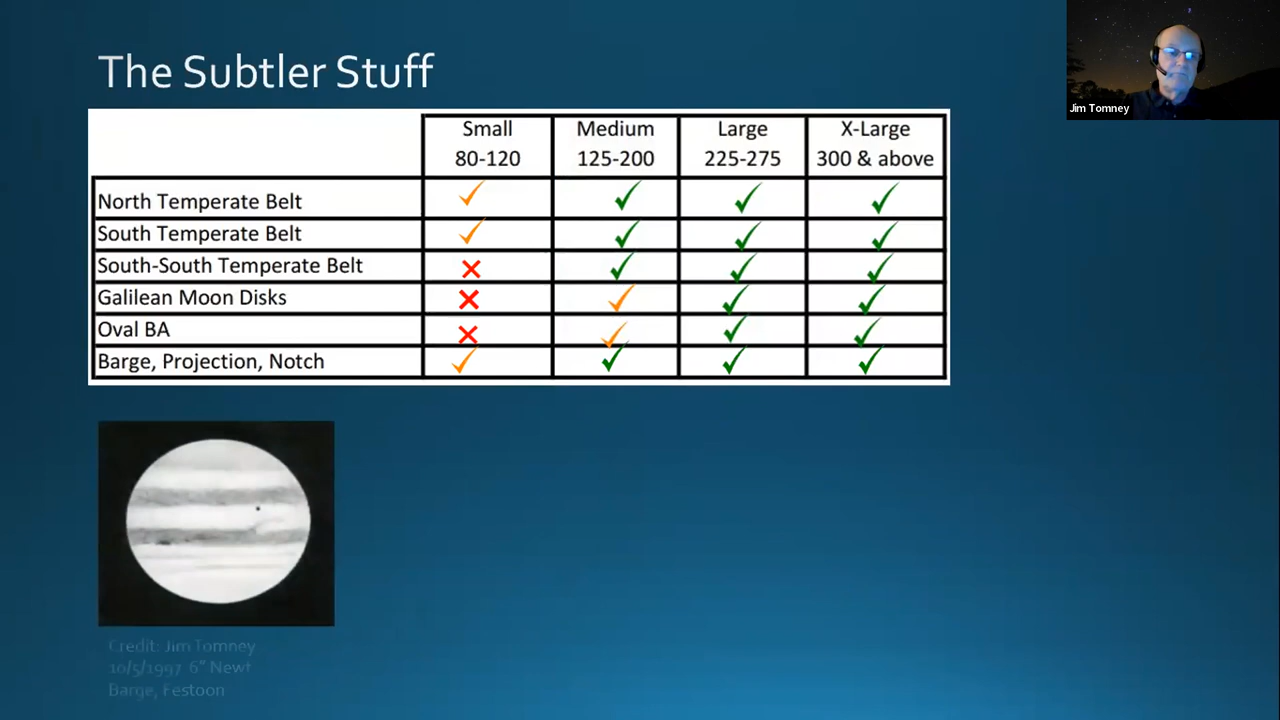 The Subtler Stuff
Jim Tomney
Small Medium Large X-Large
80-120 125-200 225-275 300 & above
North Temperate Belt
South Temperate Belt
South-South Temperate Belt
Galilean Moon Disks
Oval BA
Barge, Projection, Notch
Credit: Jim Tomney
10/5/1997 6" Newt
Barge, Festoon